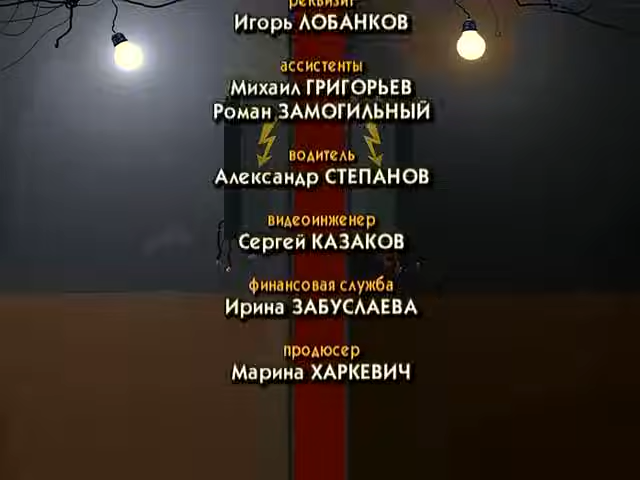 реквизит
Игорь ЛОБАНКОВ
ассистенты
Михаил ГРИГОРЬЕВ
Роман ЗАМОГИЛЬНЫЙ
водитель
Александр СТЕПАНОВ
видеоинженер
Сергей КАЗАКОВ
финансовая служба
Ирина ЗАБУСЛАЕВА
продюсер
Марина ХАРКЕВИЧ